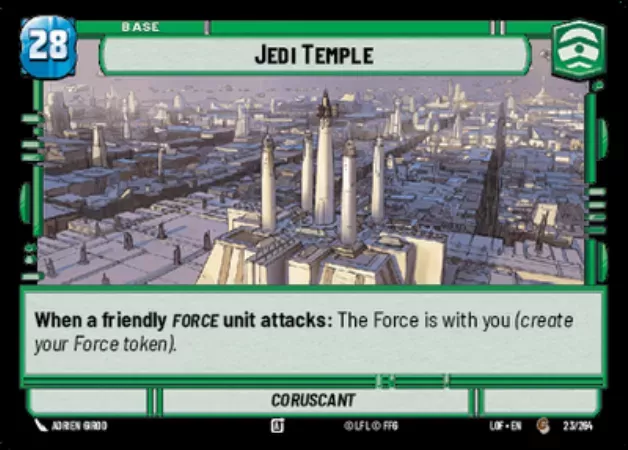 28
BASE
JEDI TEMPLE
When a friendly FORCE unit attacks: The Force is with you (create
your Force token).
CORUSCANT
ADRIEN GIROD
©LFL © FFG
LOF • EN
23/264